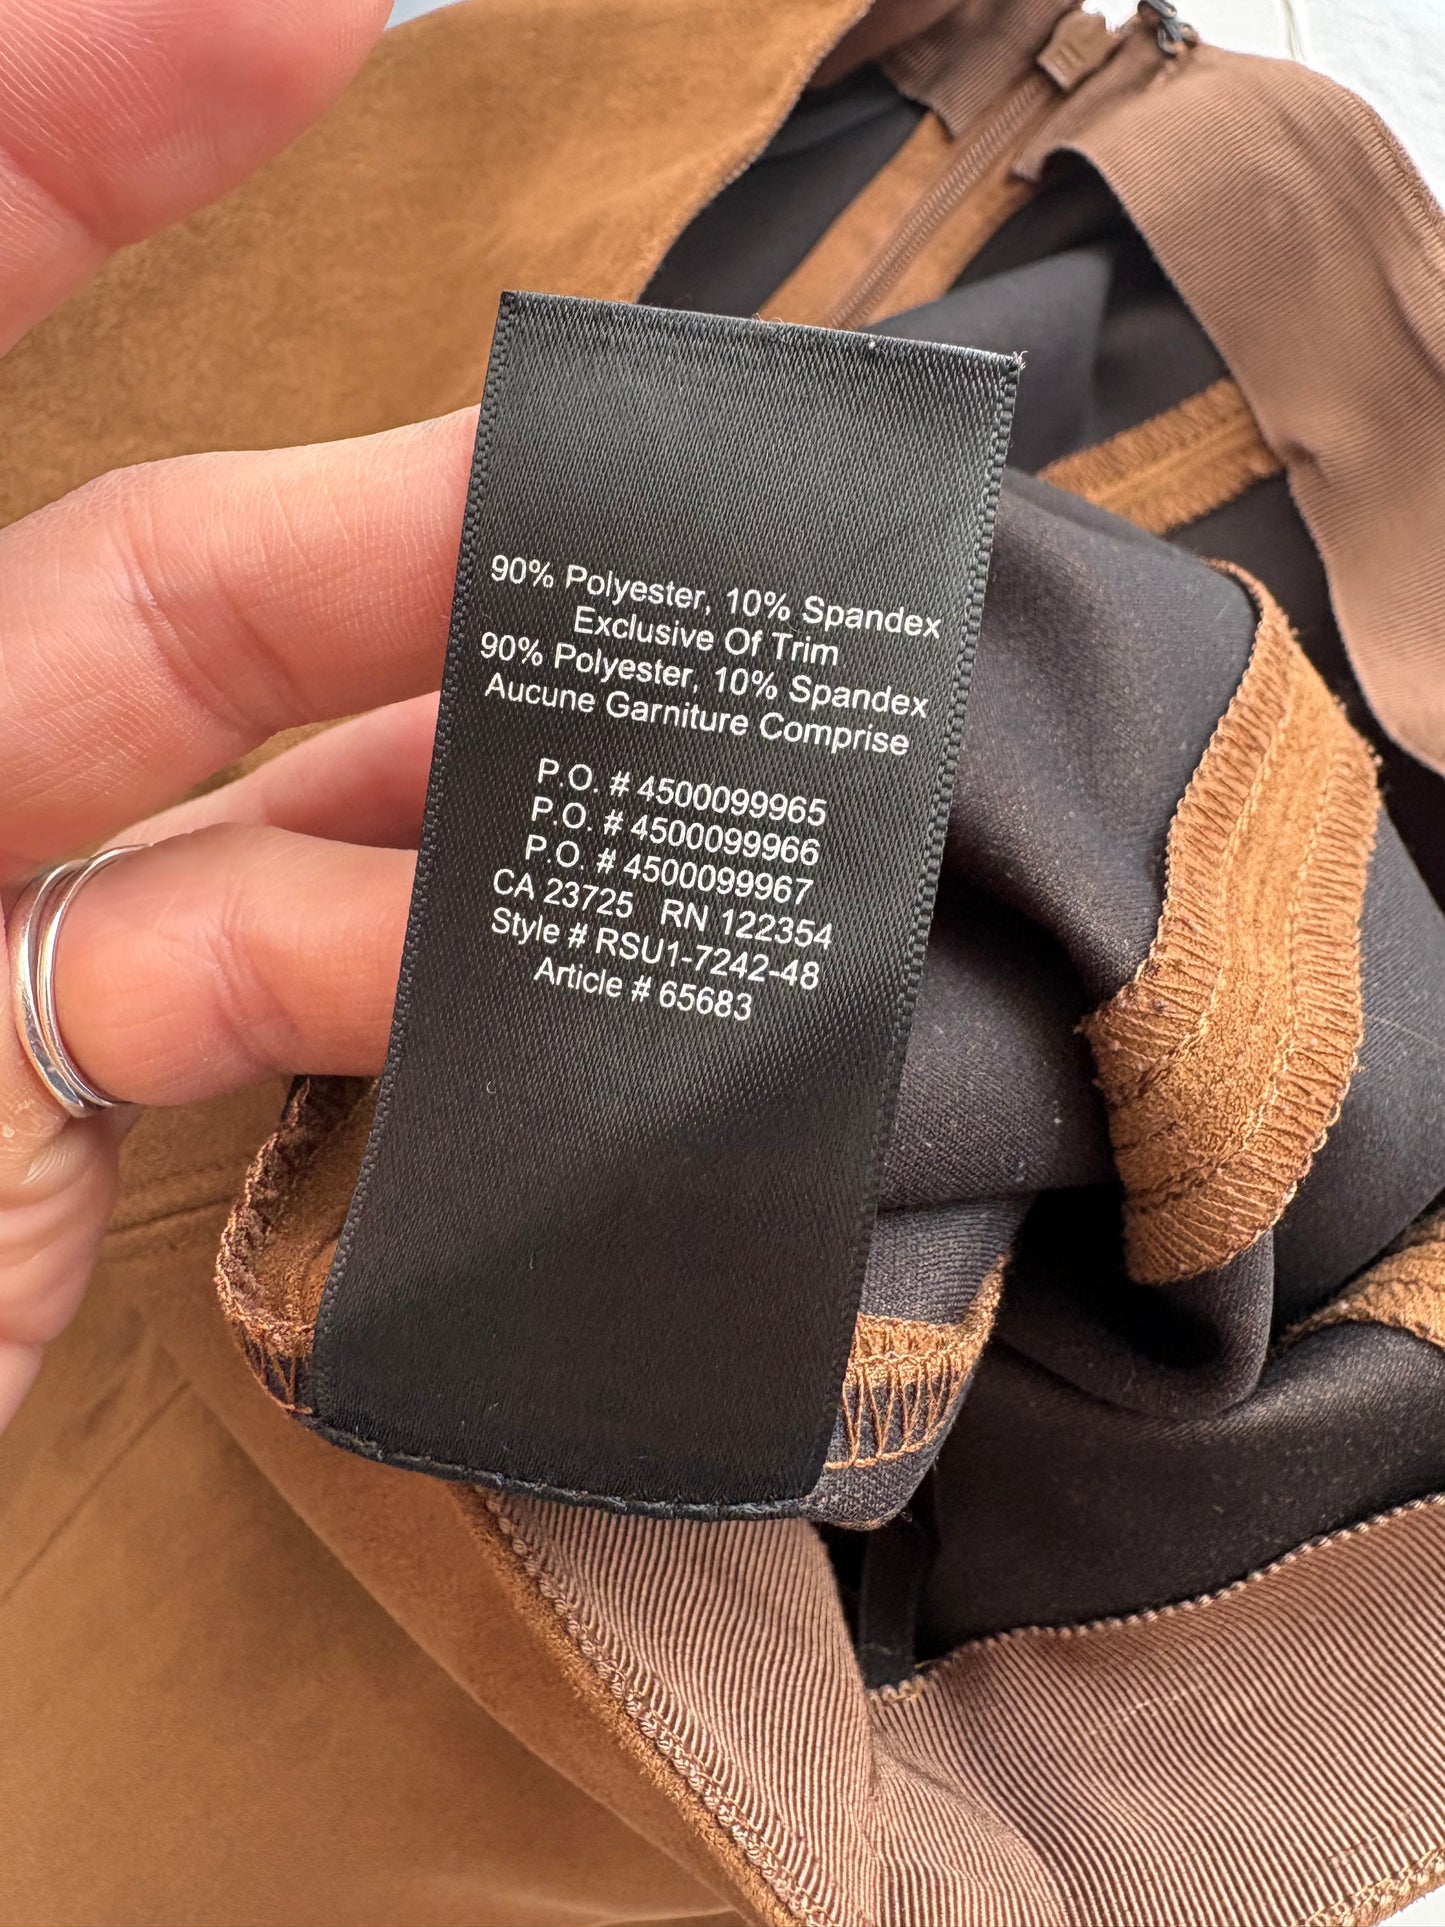 90% Polyester, 10% Spandex
Exclusive Of Trim
90% Polyester, 10% Spandex
Aucune Garniture Comprise
P.O. # 4500099965
P.O. # 4500099966
P.O. # 4500099967
CA 23725 RN 122354
Style # RSU1-7242-48
Article # 65683